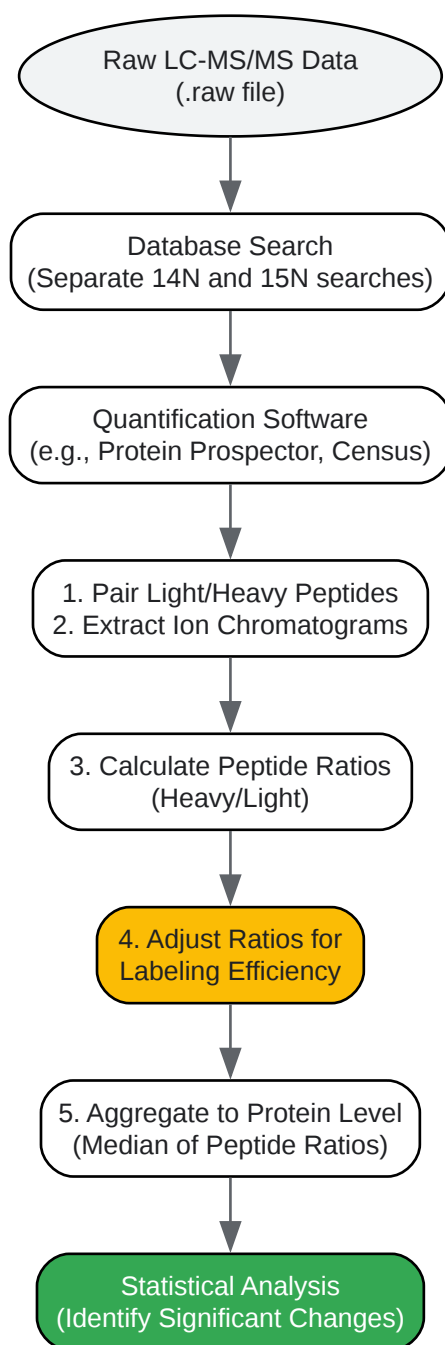 Raw LC-MS/MS Data
(.raw file)
Database Search
(Separate 14N and 15N searches)
Quantification Software
(e.g., Protein Prospector, Census)
1. Pair Light/Heavy Peptides
2. Extract Ion Chromatograms
3. Calculate Peptide Ratios
(Heavy/Light)
4. Adjust Ratios for
Labeling Efficiency
5. Aggregate to Protein Level
(Median of Peptide Ratios)
Statistical Analysis
(Identify Significant Changes)